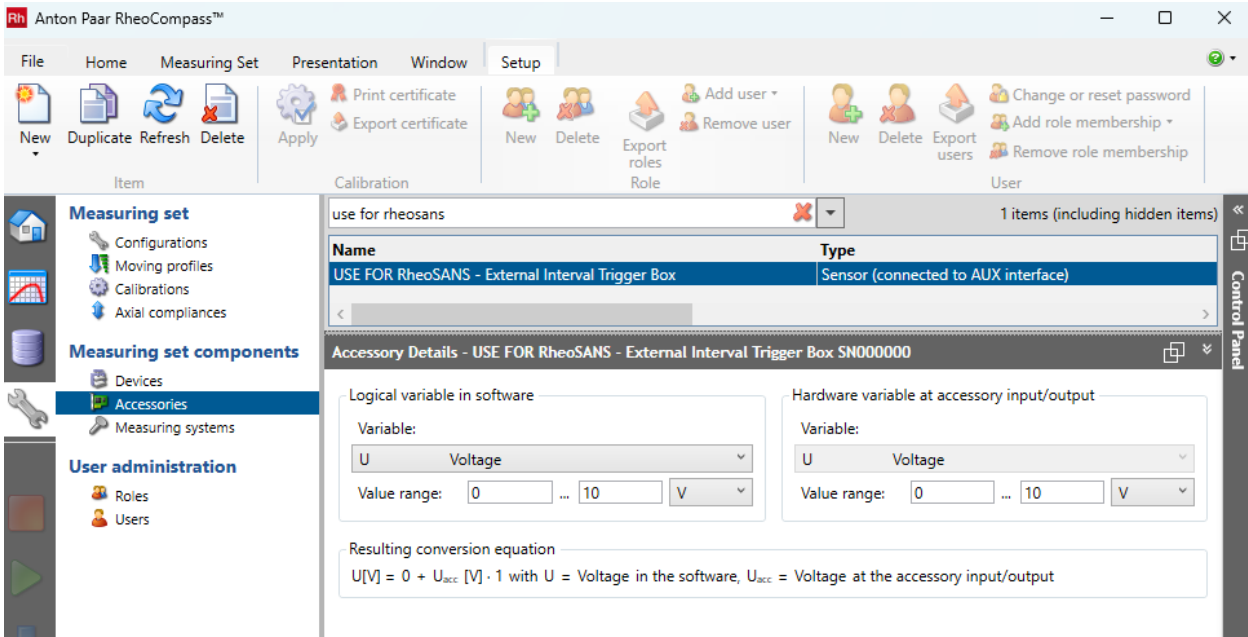 Rh Anton Paar RheoCompass™
File Home Measuring Set Presentation Window Setup
New Duplicate Refresh Delete
Item
Apply
Print certificate
Export certificate
Calibration
New Delete Export roles
Add user
Remove user
Role
New Delete Export users
Change or reset password
Add role membership
Remove role membership
User
Measuring set
Configurations
Moving profiles
Calibrations
Axial compliances
Measuring set components
Devices
Accessories
Measuring systems
User administration
Roles
Users
use for rheosans
1 items (including hidden items)
Name Type
USE FOR RheoSANS - External Interval Trigger Box Sensor (connected to AUX interface)
Accessory Details - USE FOR RheoSANS - External Interval Trigger Box SN000000
Logical variable in software
Variable:
U Voltage
Value range: 0 ... 10 V
Hardware variable at accessory input/output
Variable:
U Voltage
Value range: 0 ... 10 V
Resulting conversion equation
U[V] = 0 + Uacc [V] · 1 with U = Voltage in the software, Uacc = Voltage at the accessory input/output
Control Panel